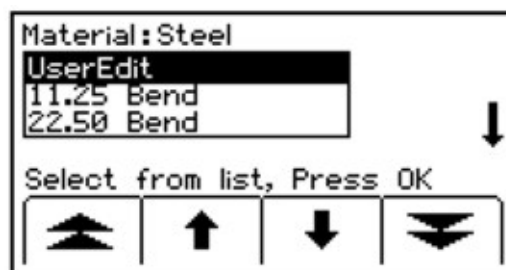 Material:Steel
UserEdit
11.25 Bend
22.50 Bend
Select from list, Press OK